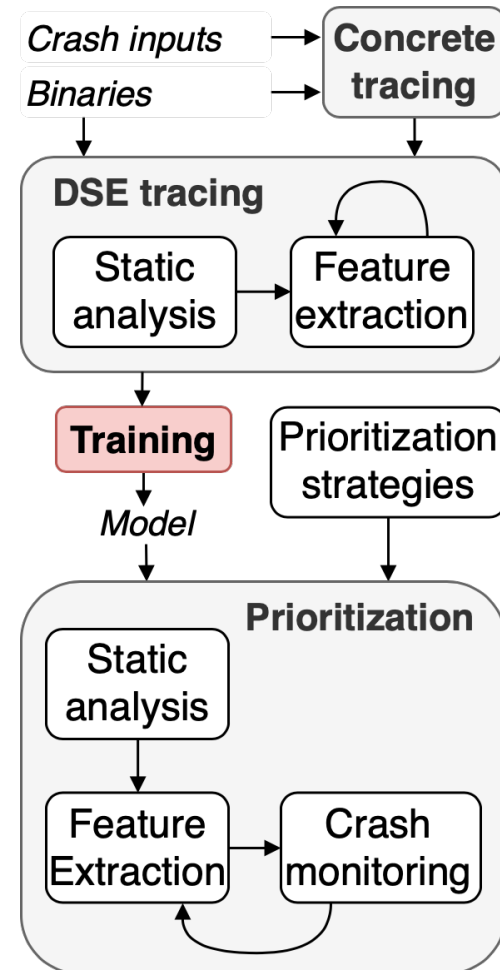 Crash inputs
Binaries
Concrete
tracing
DSE tracing
Static
analysis
Feature
extraction
Training
Prioritization
strategies
Model
Prioritization
Static
analysis
Feature
Extraction
Crash
monitoring